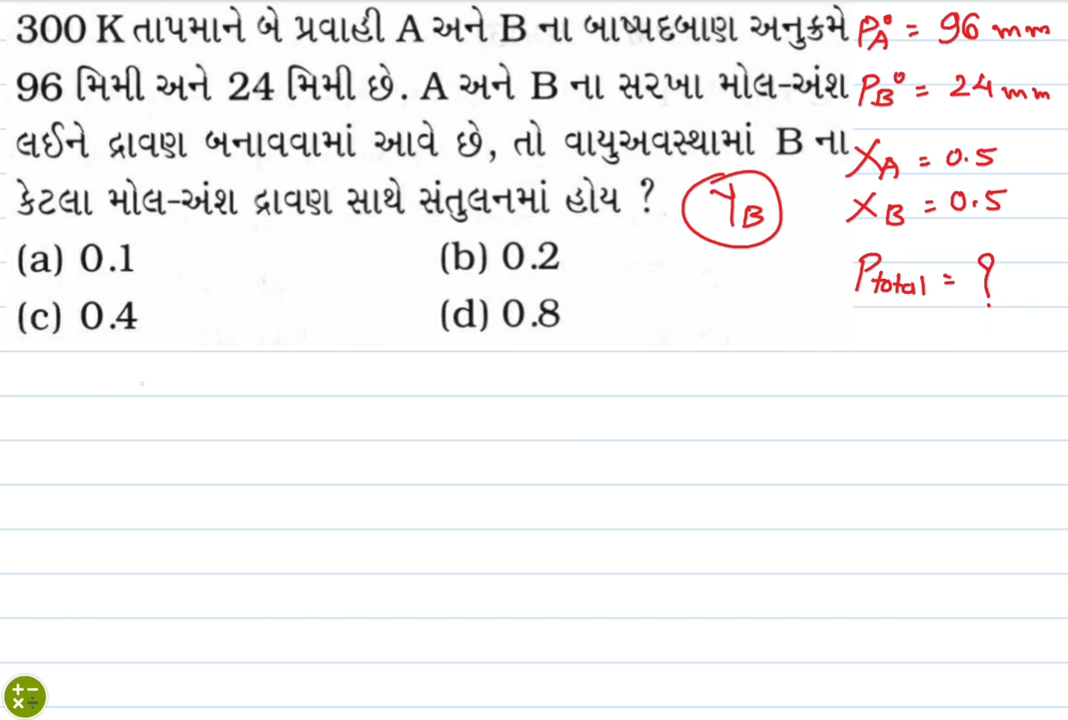 300 K તાપમાને બે પ્રવાહી A અને B ના બાષ્પદબાણ અનુક્રમે
96 મિમી અને 24 મિમી છે. A અને B ના સરખા મોલ-અંશ
લઈને દ્રાવણ બનાવવામાં આવે છે, તો વાયુઅવસ્થામાં B ના
કેટલા મોલ-અંશ દ્રાવણ સાથે સંતુલનમાં હોય ?
(a) 0.1 (b) 0.2
(c) 0.4 (d) 0.8
P°A = 96 mm
P°B = 24 mm
XA = 0.5
XB = 0.5
YB
Ptotal = ?